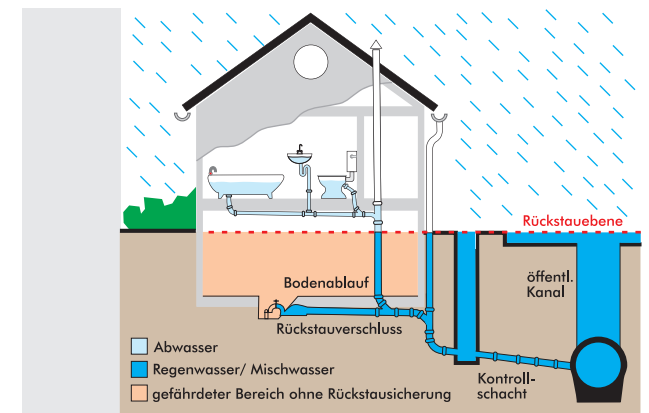 Rückstauebene
Bodenablauf
öffentl.
Kanal
Rückstauverschluss
Abwasser
Regenwasser/ Mischwasser
Kontroll-
schacht
gefährdeter Bereich ohne Rückstausicherung